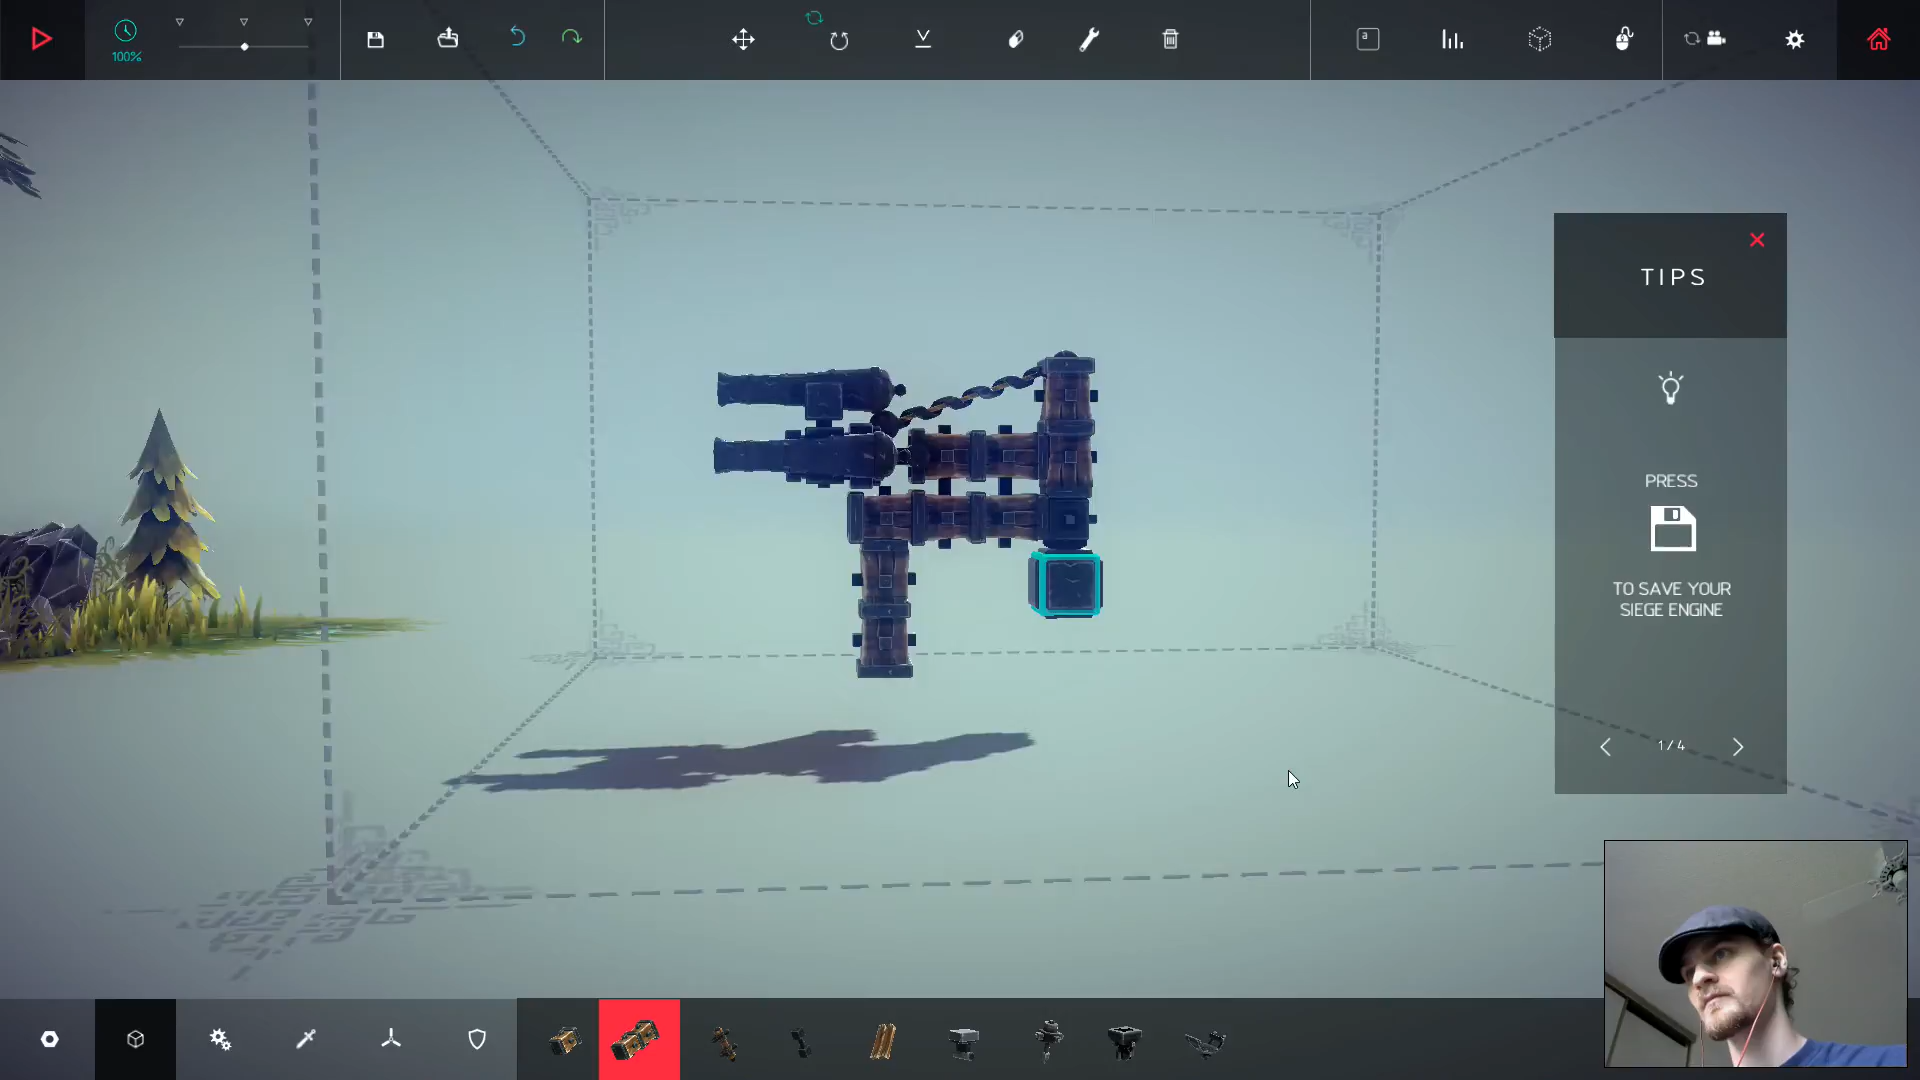 100%
a
TIPS
PRESS
TO SAVE YOUR
SIEGE ENGINE
1/4